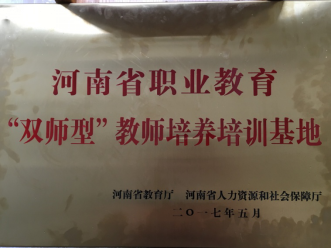 河南省职业教育
“双师型”教师培养培训基地
河南省教育厅 河南省人力资源和社会保障厅
二〇一七年五月